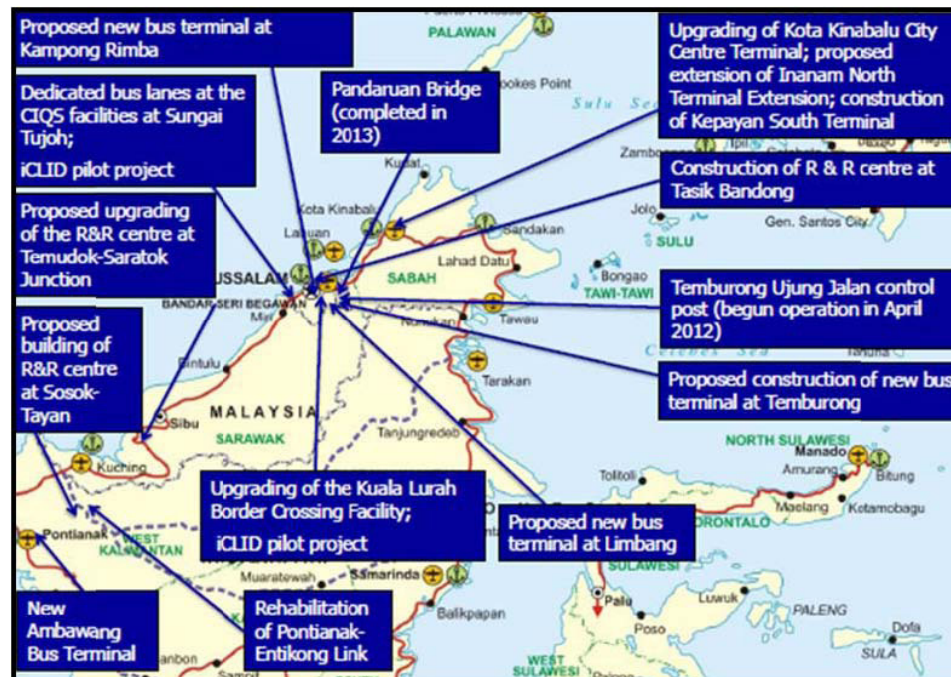 Proposed new bus terminal at
Kampong Rimba
Dedicated bus lanes at the
CIQS facilities at Sungai
Tujoh;
iCLID pilot project
Proposed upgrading
of the R&R centre at
Temudok-Saratok
Junction
Proposed
building of
R&R centre
at Sosok-
Tayan
New
Ambawang
Bus Terminal
Rehabilitation
of Pontianak-
Entikong Link
Upgrading of the Kuala Lurah
Border Crossing Facility;
iCLID pilot project
Proposed new bus
terminal at Limbang
Pandaruan Bridge
(completed in
2013)
Upgrading of Kota Kinabalu City
Centre Terminal; proposed
extension of Inanam North
Terminal Extension; construction
of Kepayan South Terminal
Construction of R & R centre at
Tasik Bandong
Temburong Ujung Jalan control
post (begun operation in April
2012)
Proposed construction of new bus
terminal at Temburong
PALAWAN
ookes Point
Sulu Se
Kudat
Kota Kinabalu
Sandakan
SABAH
Lahad Datu
USSALAM
BANDAR SERI BEGAWAN
Miri
Bintulu
MALAYSIA
SARAWAK
Sibu
Kuching
Pontianak
WEST
Muaratewah
Samarinda
Balikpapan
Tawau
Tarakan
Tanjungredeb
Jolo
SULU
Bongao
TAWI-TAWI
Gen. Santos City
NORTH SULAWESI
Manado
Bitung
Amurang
Tolitoli
Maelang
Kotamobagu
ORONTALO
SULAWESI
Palu
Poso
Luwuk
PALENG
Dofa
SULA
WEST
SULAWESI